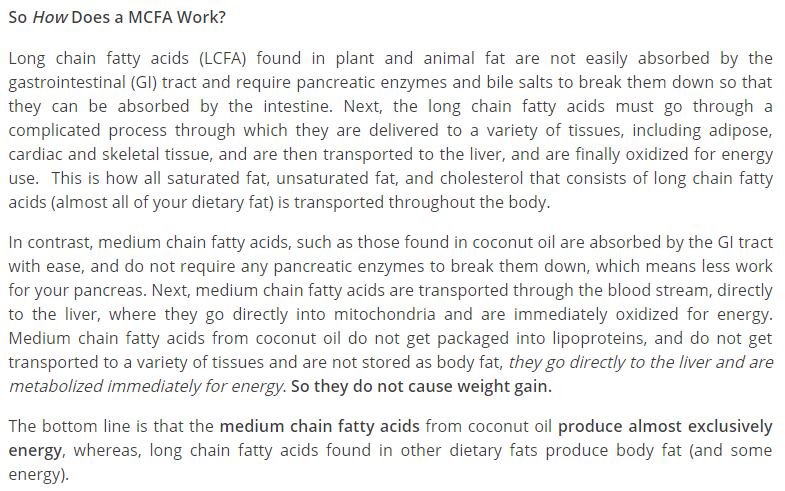 So How Does a MCFA Work?
Long chain fatty acids (LCFA) found in plant and animal fat are not easily absorbed by the
gastrointestinal (GI) tract and require pancreatic enzymes and bile salts to break them down so that
they can be absorbed by the intestine. Next, the long chain fatty acids must go through a
complicated process through which they are delivered to a variety of tissues, including adipose,
cardiac and skeletal tissue, and are then transported to the liver, and are finally oxidized for energy
use.  This is how all saturated fat, unsaturated fat, and cholesterol that consists of long chain fatty
acids (almost all of your dietary fat) is transported throughout the body.
In contrast, medium chain fatty acids, such as those found in coconut oil are absorbed by the GI tract
with ease, and do not require any pancreatic enzymes to break them down, which means less work
for your pancreas. Next, medium chain fatty acids are transported through the blood stream, directly
to the liver, where they go directly into mitochondria and are immediately oxidized for energy.
Medium chain fatty acids from coconut oil do not get packaged into lipoproteins, and do not get
transported to a variety of tissues and are not stored as body fat, they go directly to the liver and are
metabolized immediately for energy. So they do not cause weight gain.
The bottom line is that the medium chain fatty acids from coconut oil produce almost exclusively
energy, whereas, long chain fatty acids found in other dietary fats produce body fat (and some
energy).